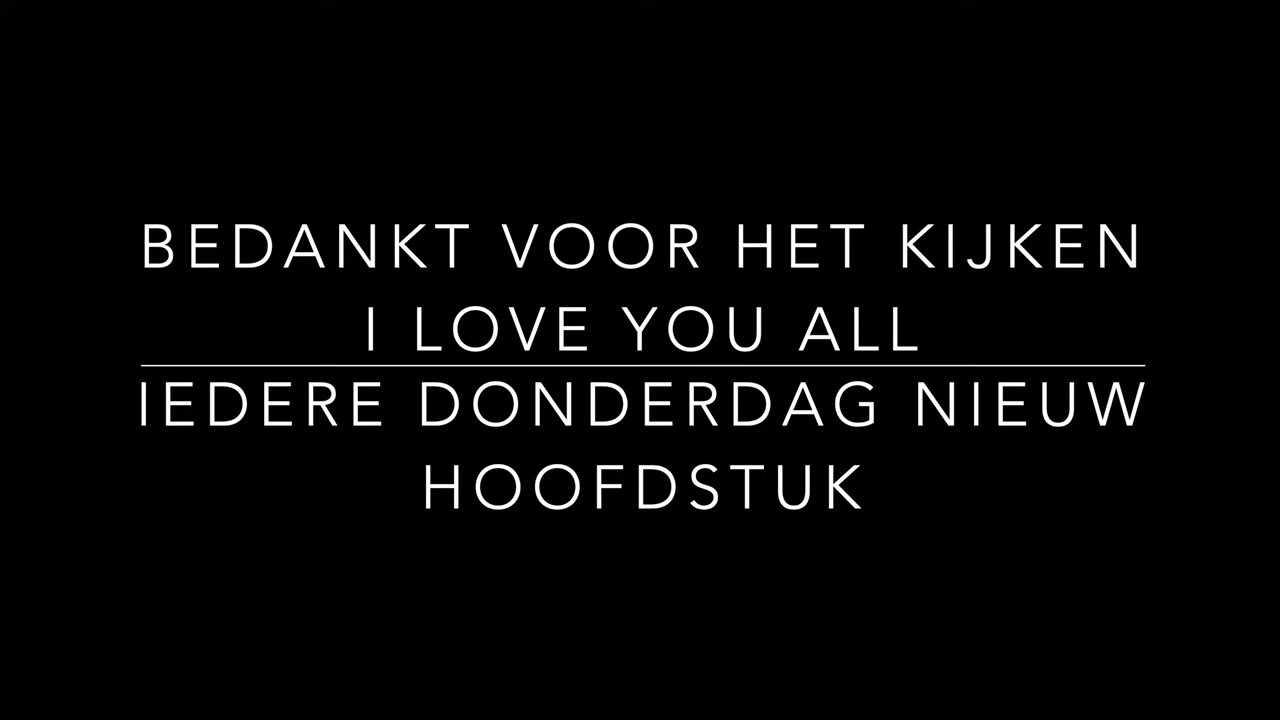 BEDANKT VOOR HET KIJKEN
I LOVE YOU ALL
IEDERE DONDERDAG NIEUW
HOOFDSTUK